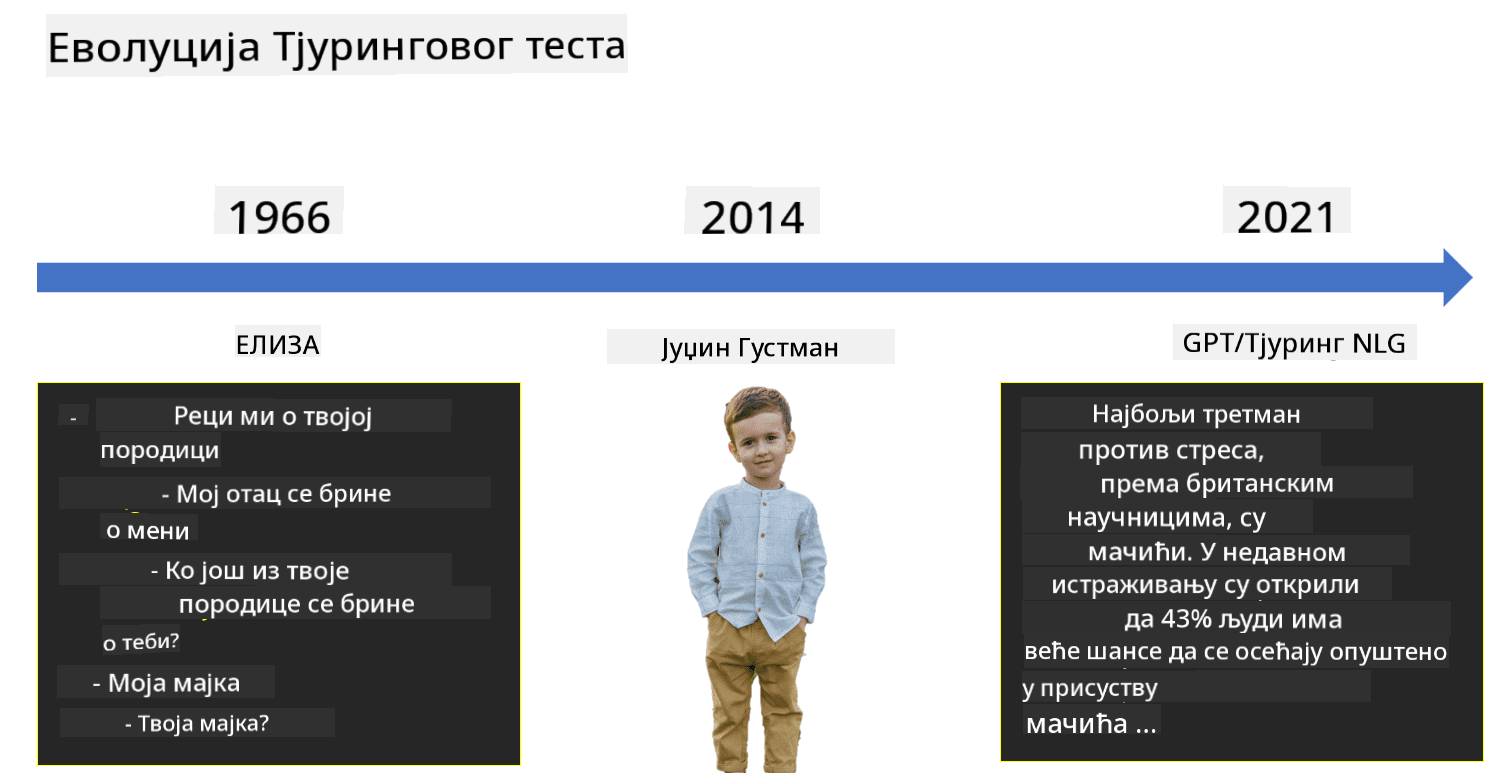 Еволуција Тјуринговог теста
1966
2014
2021
ЕЛИЗА
Јуџин Густман
GPT/Тјуринг NLG
- Реци ми о твојој
породици
- Мој отац се брине
о мени
- Ко још из твоје
породице се брине
о теби?
- Моја мајка
- Твоја мајка?
Најбољи третман
против стреса,
према британским
научницима, су
мачићи. У недавном
истраживању су открили
да 43% људи има
веће шансе да се осећају опуштено
у присуству
мачића ...